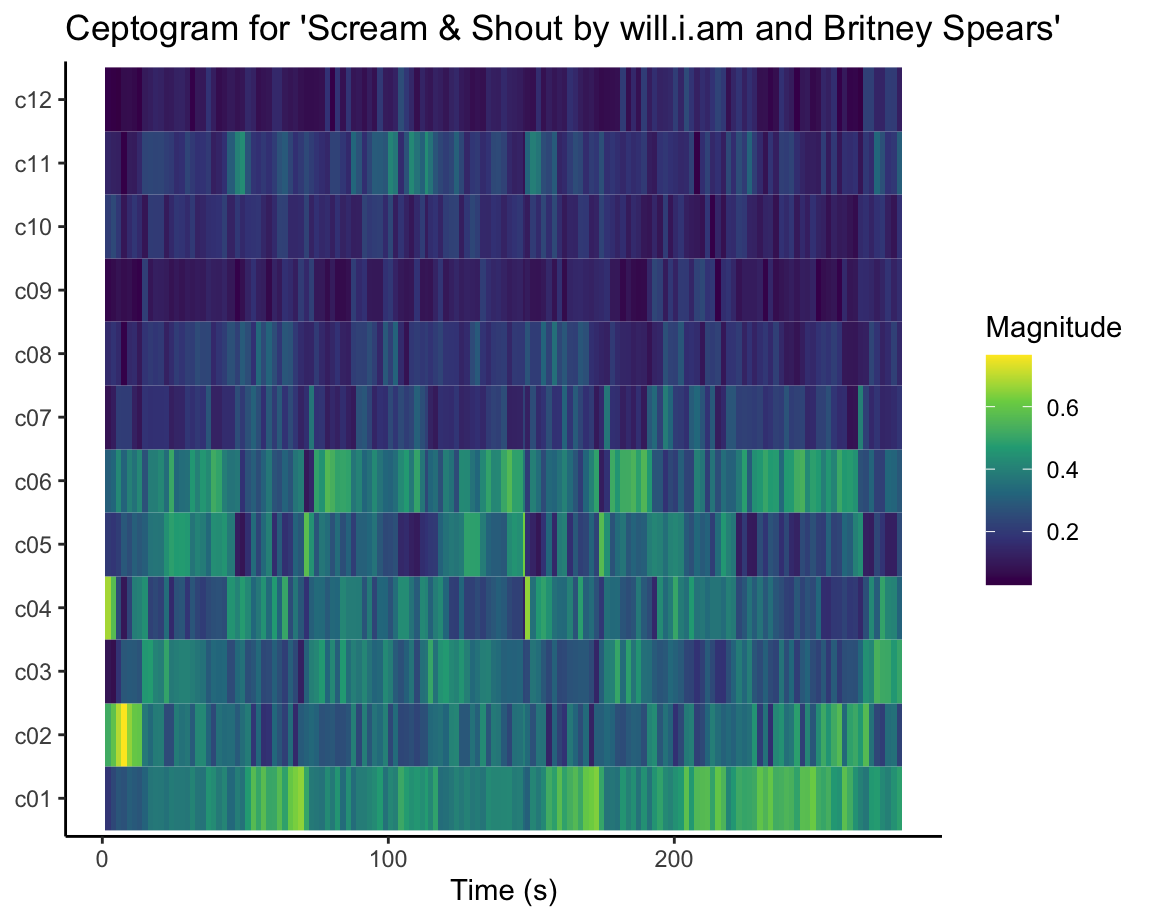 Ceptogram for 'Scream & Shout by will.i.am and Britney Spears'
c12
c11
c10
c09
c08
c07
c06
c05
c04
c03
c02
c01
0
100
200
Time (s)
Magnitude
0.6
0.4
0.2